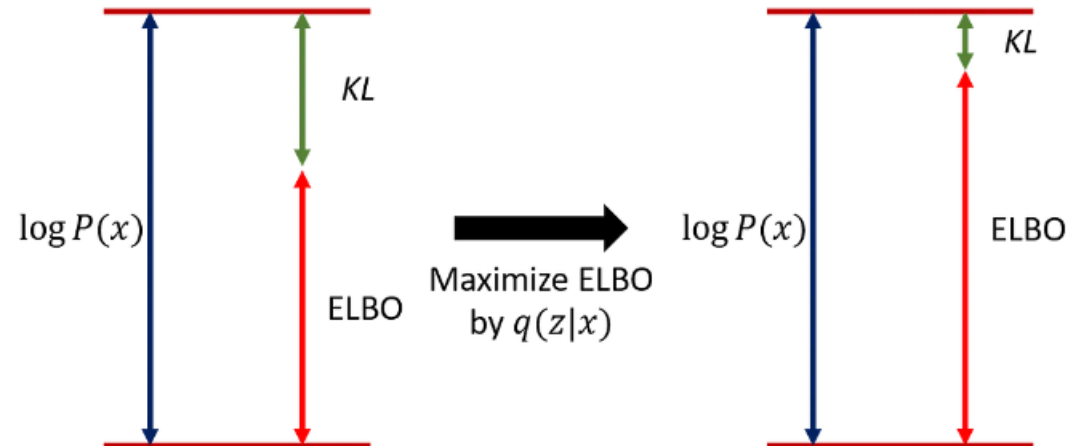 KL
log P(x)
ELBO
Maximize ELBO
by q(z|x)
KL
log P(x)
ELBO